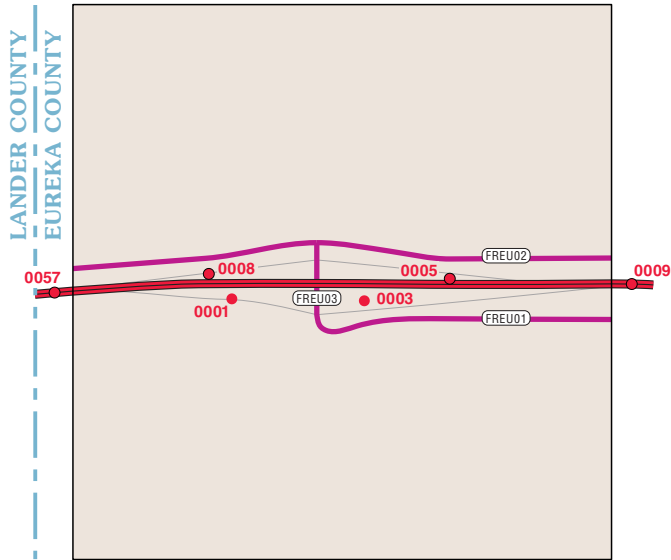 LANDER COUNTY
EUREKA COUNTY
FREU02
0057
0008
0005
0009
0001
FREU03
0003
FREU01